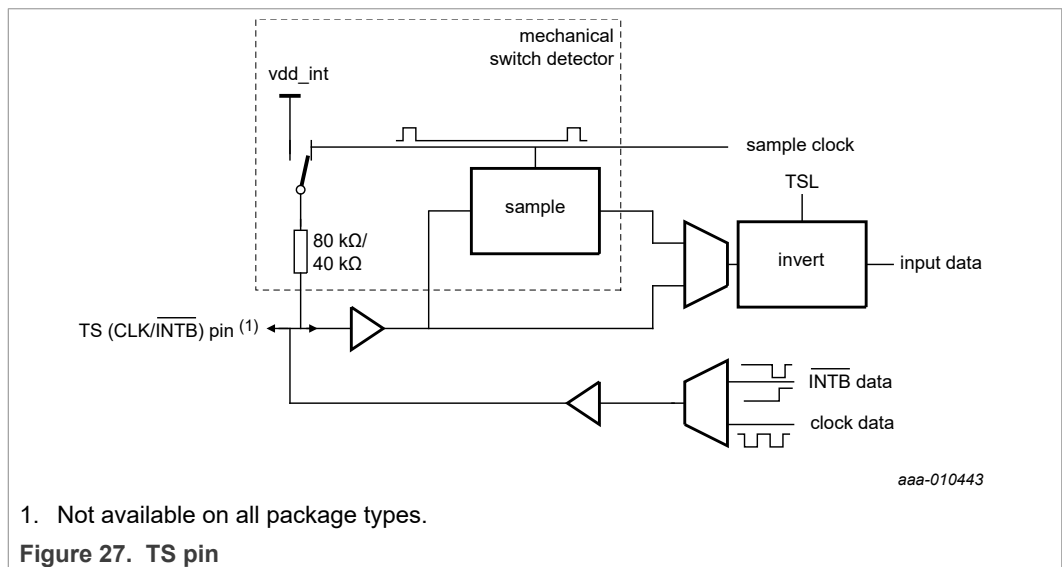 mechanical
switch detector
vdd_int
sample clock
TSL
sample
80 kΩ/
40 kΩ
invert
input data
TS (CLK/INTB) pin (1)
INTB data
clock data
aaa-010443
1. Not available on all package types.
Figure 27. TS pin